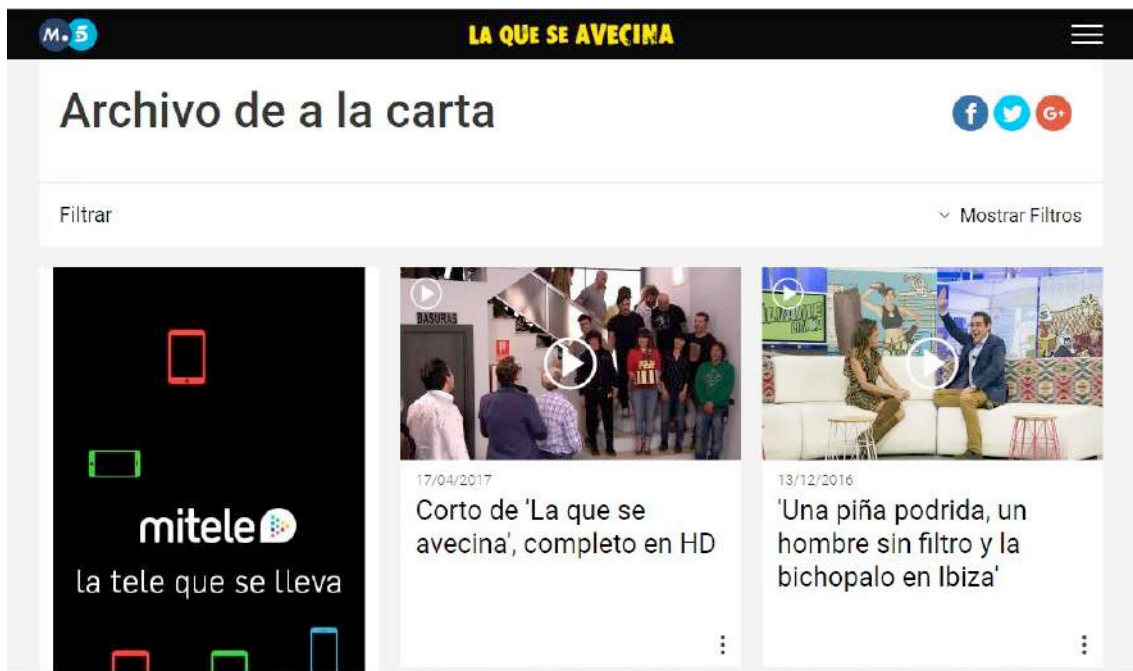 M. 5
LA QUE SE AVECINA
Archivo de a la carta
f G+
Filtrar
Mostrar Filtros
mitele
la tele que se lleva
BASURAS
17/04/2017
Corto de 'La que se
avecina', completo en HD
13/12/2016
'Una piña podrida, un
hombre sin filtro y la
bichopalo en Ibiza'